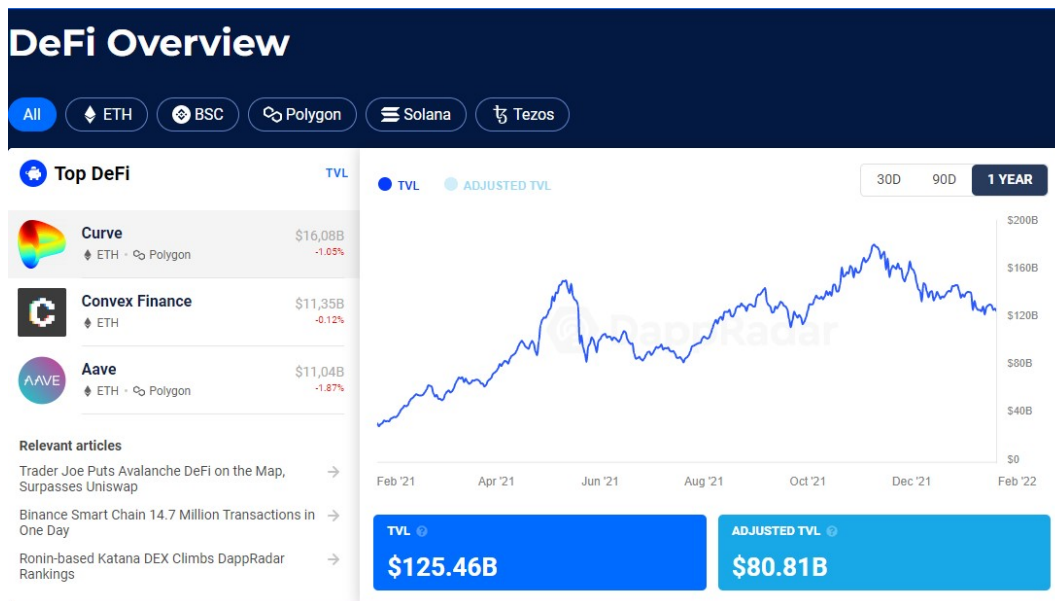 DeFi Overview
All
ETH
BSC
Polygon
Solana
Tezos
Top DeFi
TVL
Curve
$16,08B
ETH · Polygon
-1.05%
Convex Finance
$11,35B
ETH
-0.12%
Aave
$11,04B
ETH · Polygon
-1.87%
AAVE
Relevant articles
Trader Joe Puts Avalanche DeFi on the Map,
Surpasses Uniswap
Binance Smart Chain 14.7 Million Transactions in
One Day
Ronin-based Katana DEX Climbs DappRadar
Rankings
TVL
ADJUSTED TVL
30D
90D
1 YEAR
$200B
$160B
$120B
$80B
$40B
$0
DappRadar
Feb '21
Apr '21
Jun '21
Aug '21
Oct '21
Dec '21
Feb '22
TVL ?
$125.46B
ADJUSTED TVL ?
$80.81B